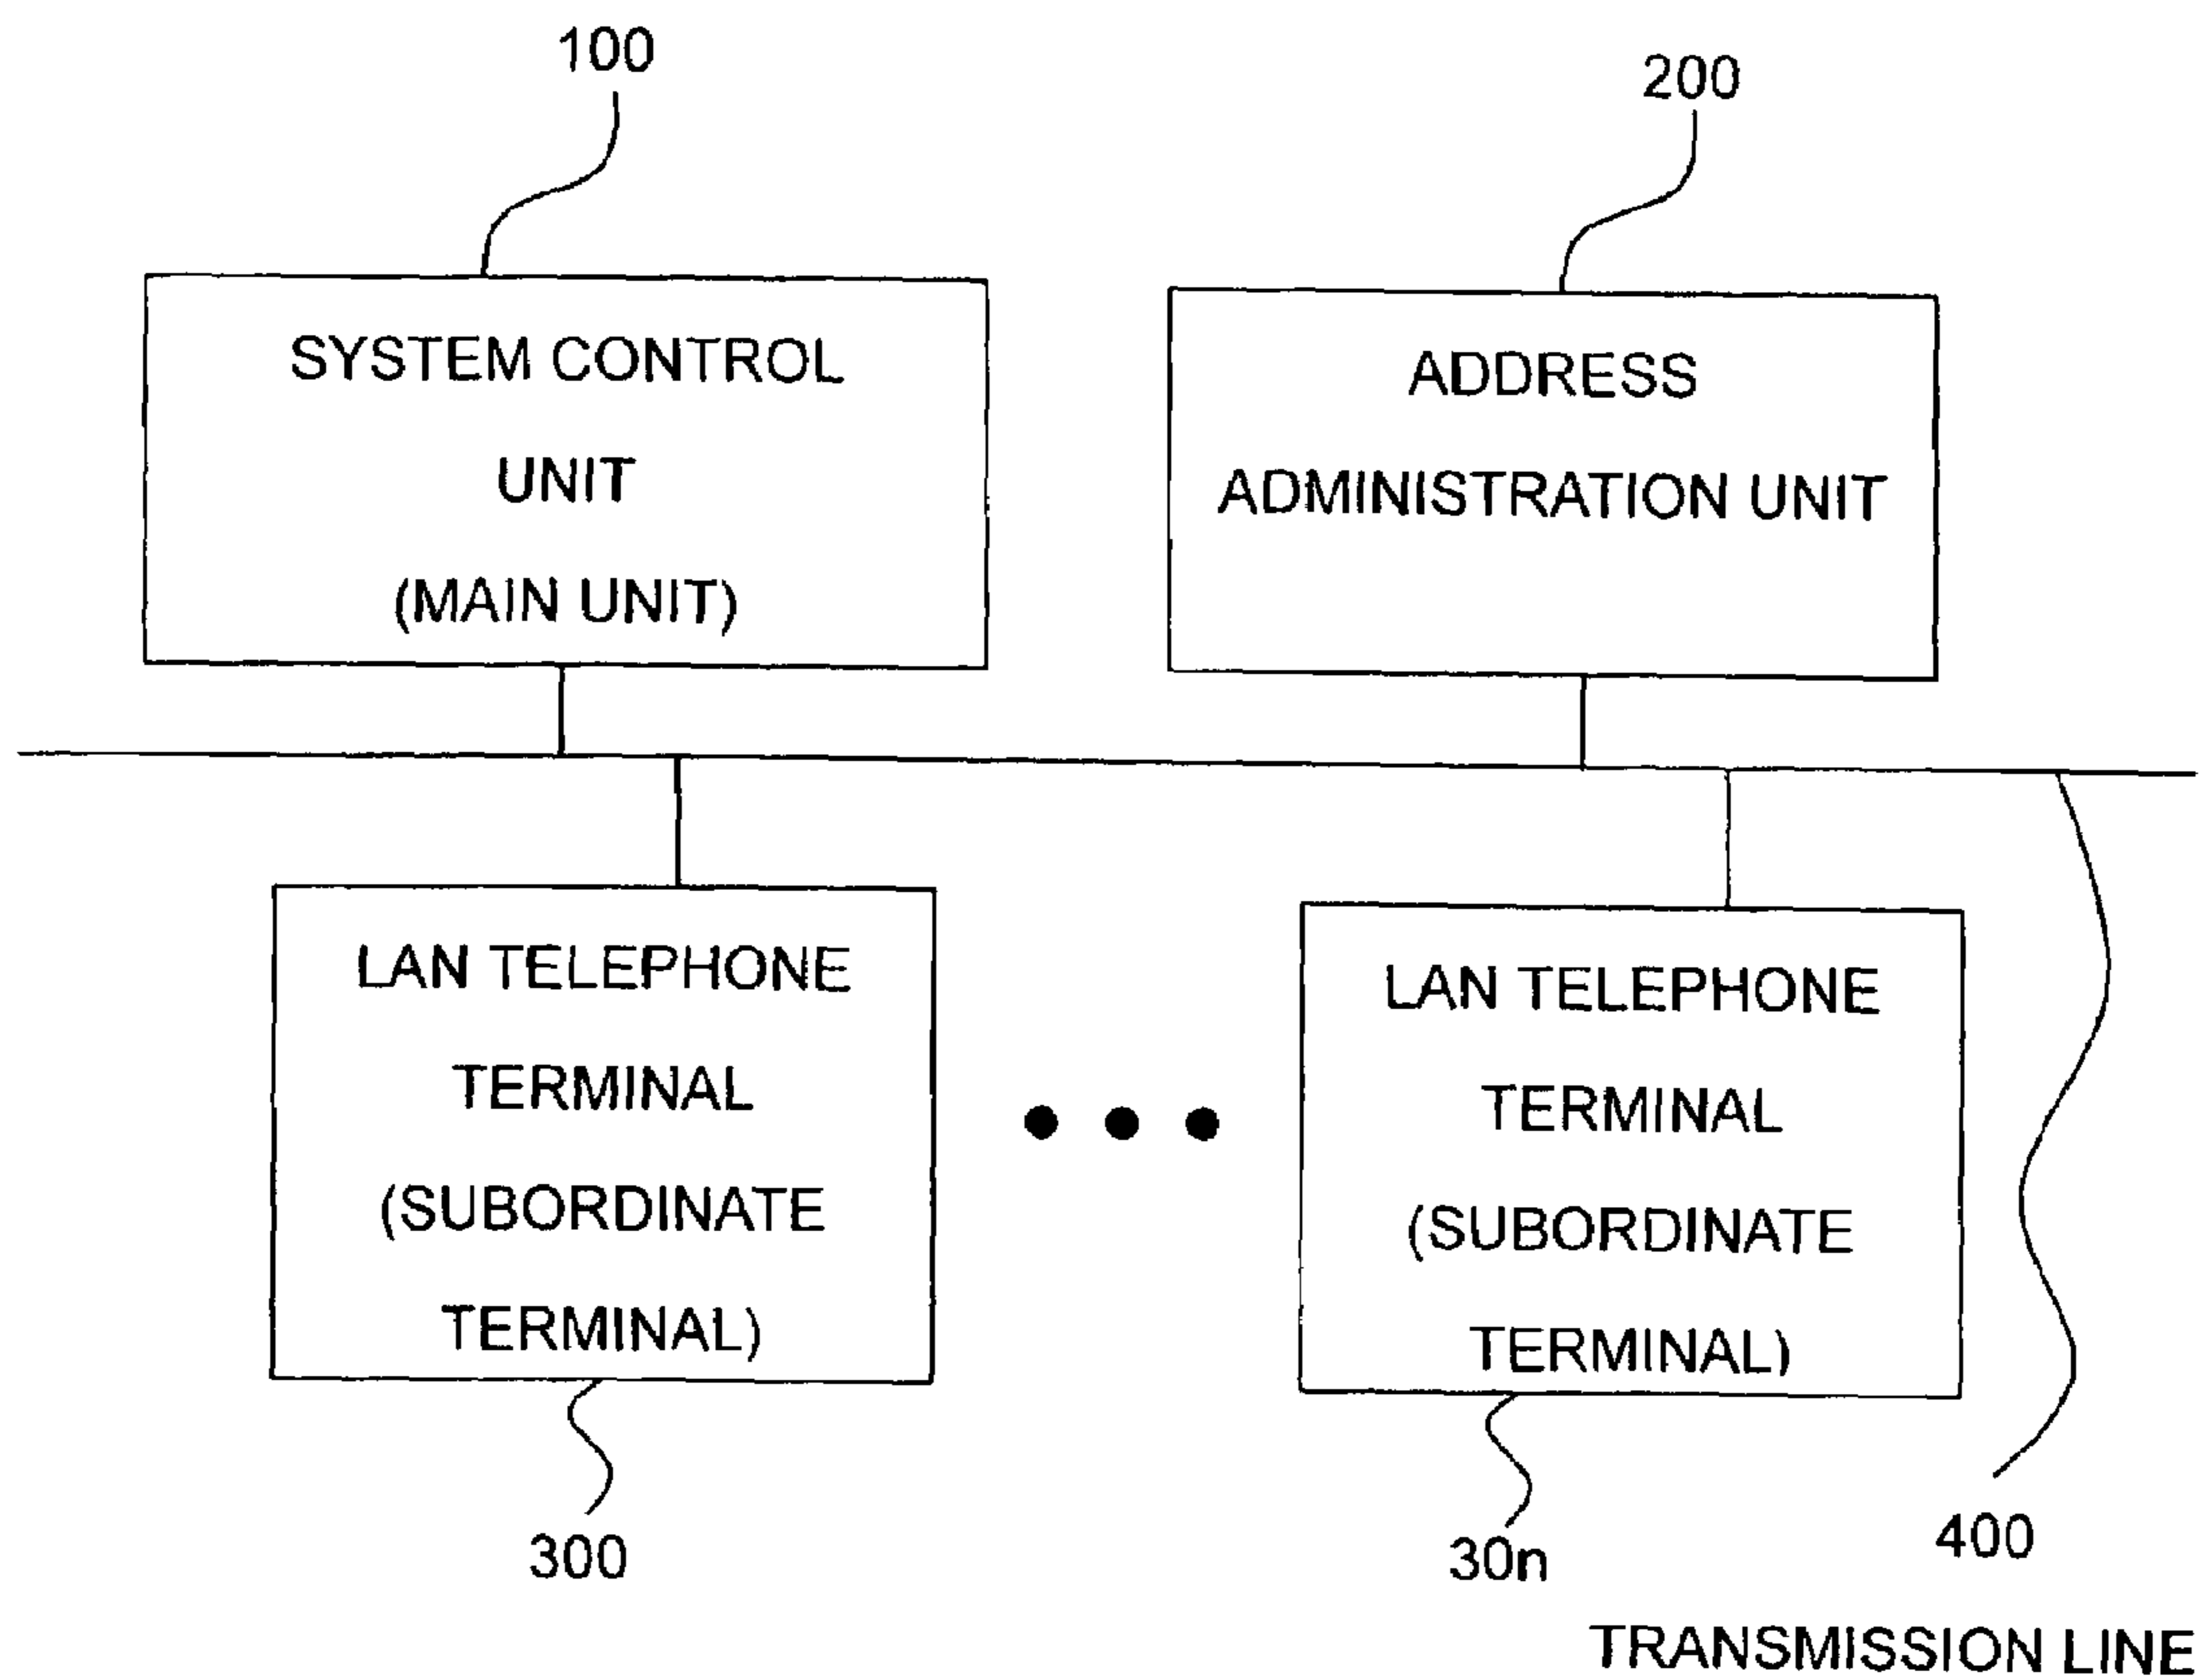 100
200
SYSTEM CONTROL
UNIT
(MAIN UNIT)
ADDRESS
ADMINISTRATION UNIT
LAN TELEPHONE
TERMINAL
(SUBORDINATE
TERMINAL)
LAN TELEPHONE
TERMINAL
(SUBORDINATE
TERMINAL)
300
30n
400
TRANSMISSION LINE